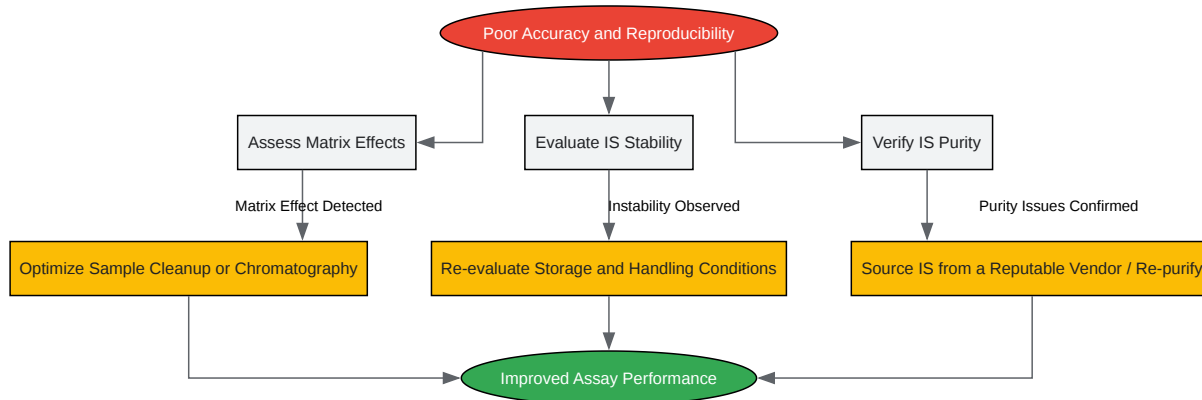 Poor Accuracy and Reproducibility
Assess Matrix Effects
Evaluate IS Stability
Verify IS Purity
Matrix Effect Detected
Instability Observed
Purity Issues Confirmed
Optimize Sample Cleanup or Chromatography
Re-evaluate Storage and Handling Conditions
Source IS from a Reputable Vendor / Re-purify
Improved Assay Performance